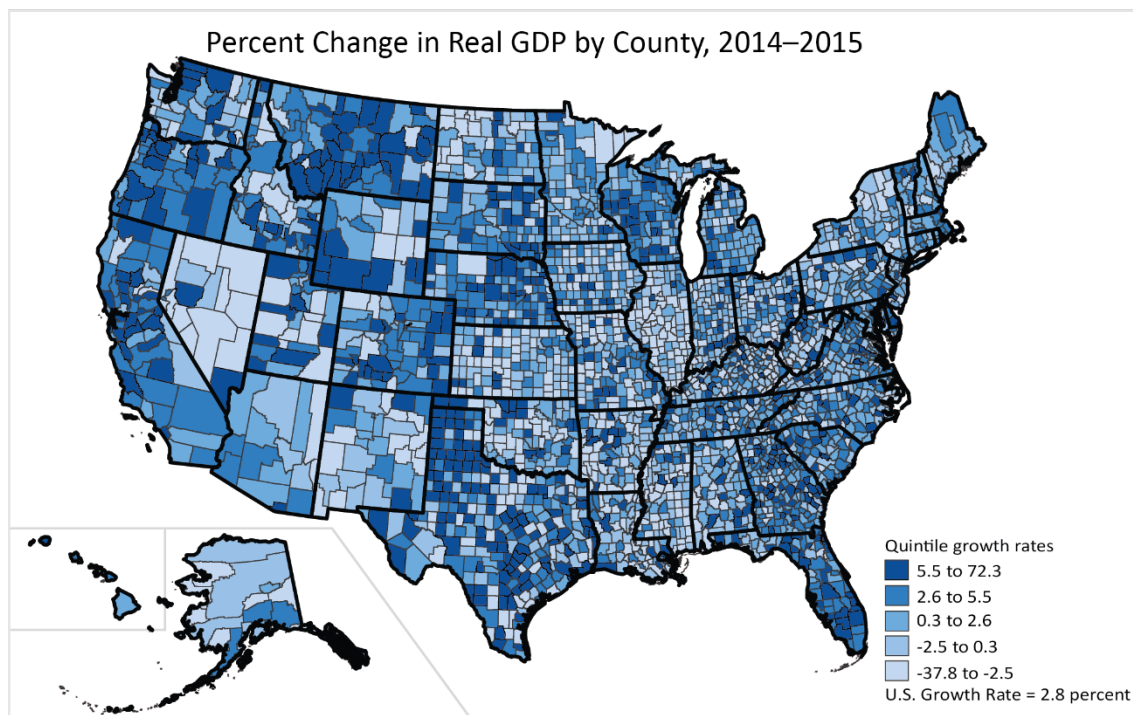 Percent Change in Real GDP by County, 2014–2015
Quintile growth rates
5.5 to 72.3
2.6 to 5.5
0.3 to 2.6
-2.5 to 0.3
-37.8 to -2.5
U.S. Growth Rate = 2.8 percent